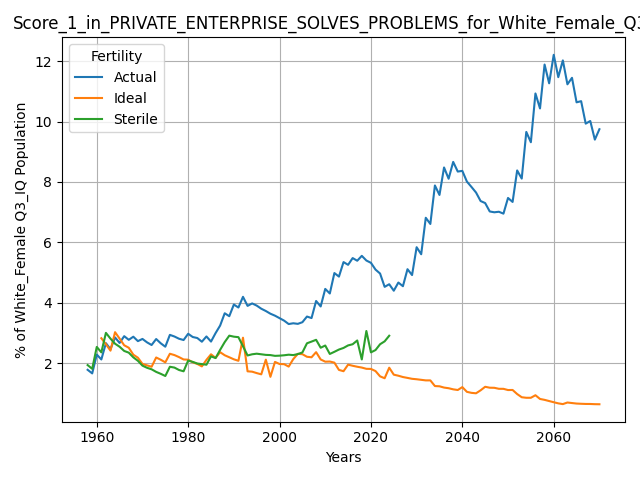 Score_1_in_PRIVATE_ENTERPRISE_SOLVES_PROBLEMS_for_White_Female_Q3
Fertility
Actual
Ideal
Sterile
% of White_Female Q3_IQ Population
12
10
8
6
4
2
1960 1980 2000 2020 2040 2060
Years